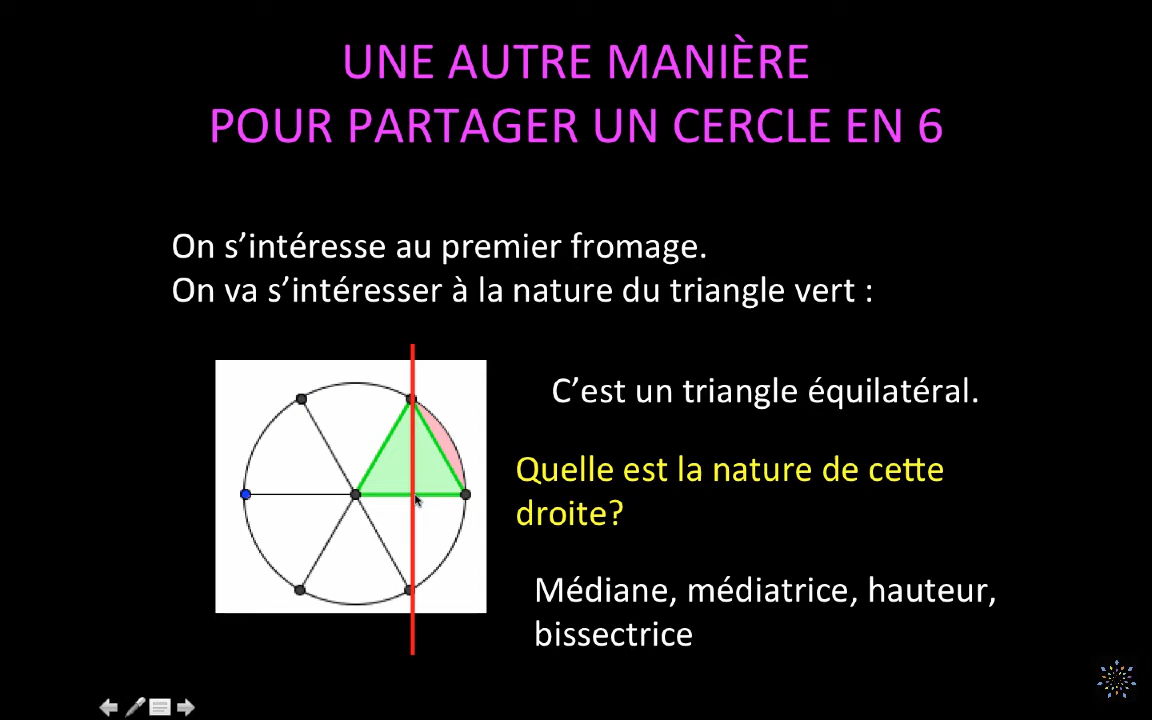 UNE AUTRE MANIÈRE
POUR PARTAGER UN CERCLE EN 6
On s’intéresse au premier fromage.
On va s’intéresser à la nature du triangle vert :
C’est un triangle équilatéral.
Quelle est la nature de cette
droite?
Médiane, médiatrice, hauteur,
bissectrice